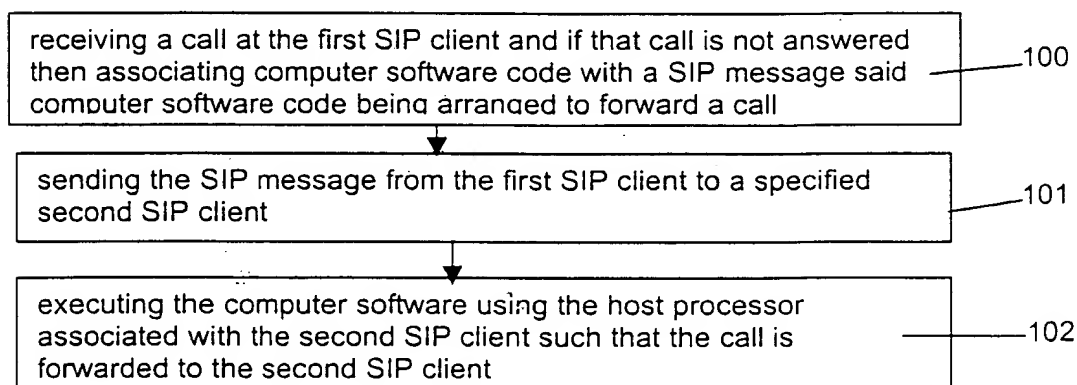 receiving a call at the first SIP client and if that call is not answered
then associating computer software code with a SIP message said
computer software code being arranged to forward a call
100
sending the SIP message from the first SIP client to a specified
second SIP client
101
executing the computer software using the host processor
associated with the second SIP client such that the call is
forwarded to the second SIP client
102